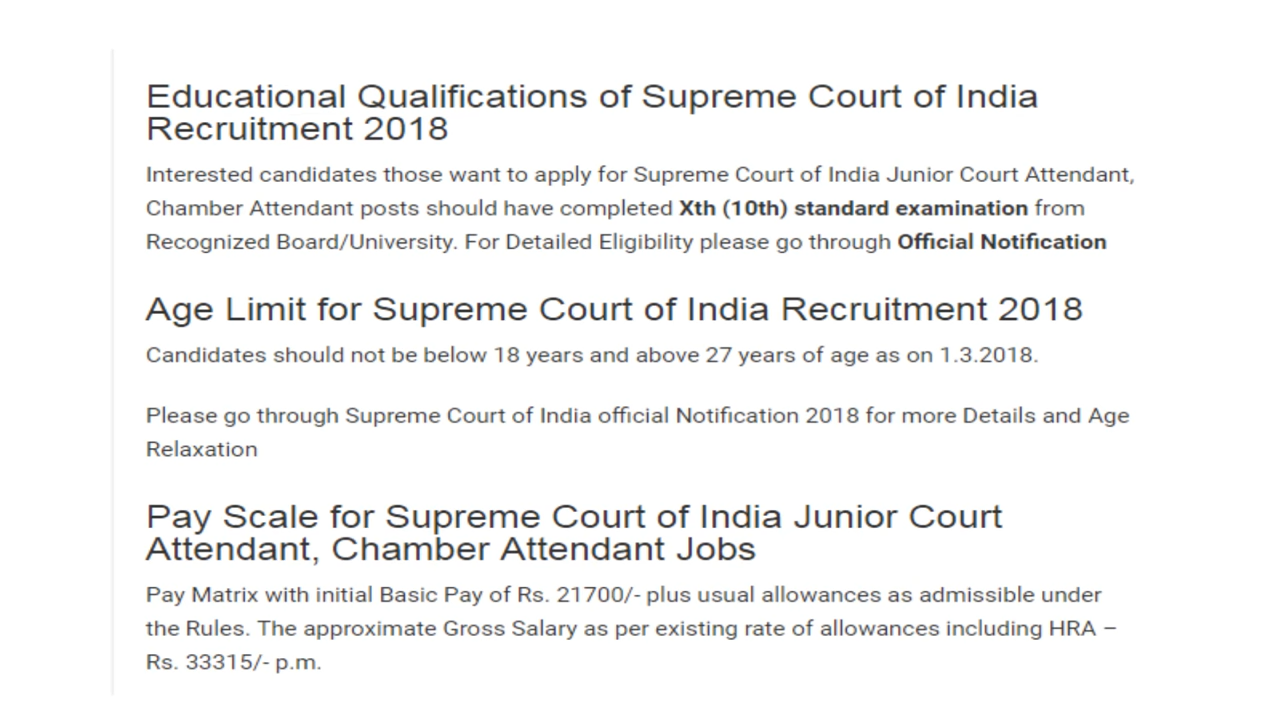 Educational Qualifications of Supreme Court of India
Recruitment 2018
Interested candidates those want to apply for Supreme Court of India Junior Court Attendant,
Chamber Attendant posts should have completed Xth (10th) standard examination from
Recognized Board/University. For Detailed Eligibility please go through Official Notification
Age Limit for Supreme Court of India Recruitment 2018
Candidates should not be below 18 years and above 27 years of age as on 1.3.2018.
Please go through Supreme Court of India official Notification 2018 for more Details and Age
Relaxation
Pay Scale for Supreme Court of India Junior Court
Attendant, Chamber Attendant Jobs
Pay Matrix with initial Basic Pay of Rs. 21700/- plus usual allowances as admissible under
the Rules. The approximate Gross Salary as per existing rate of allowances including HRA –
Rs. 33315/- p.m.